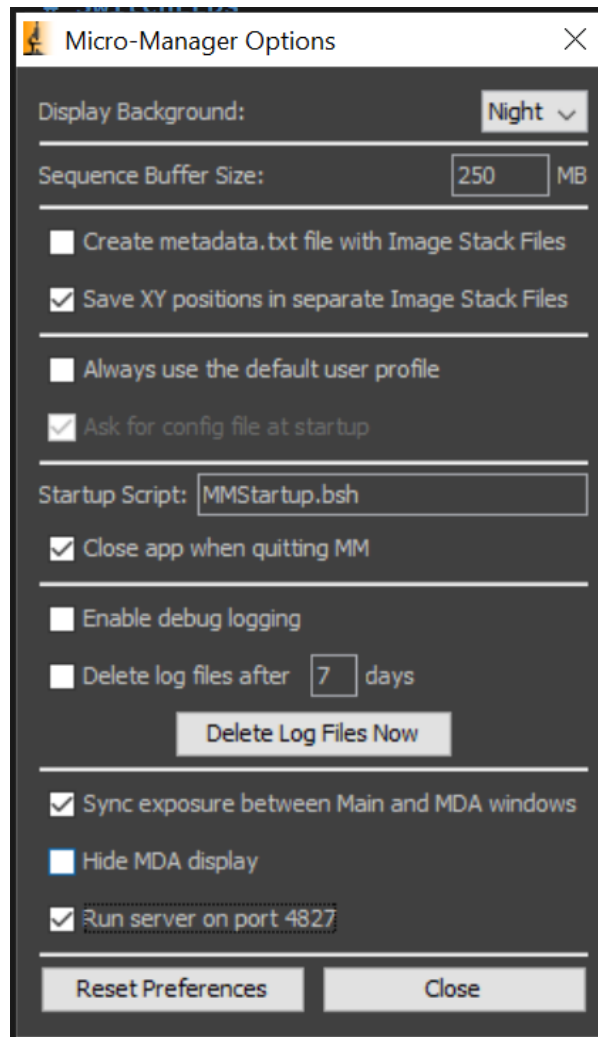 Micro-Manager Options
Display Background: Night
Sequence Buffer Size: 250 MB
Create metadata.txt file with Image Stack Files
Save XY positions in separate Image Stack Files
Always use the default user profile
Ask for config file at startup
Startup Script: MMStartup.bsh
Close app when quitting MM
Enable debug logging
Delete log files after 7 days
Delete Log Files Now
Sync exposure between Main and MDA windows
Hide MDA display
Run server on port 4827
Reset Preferences Close